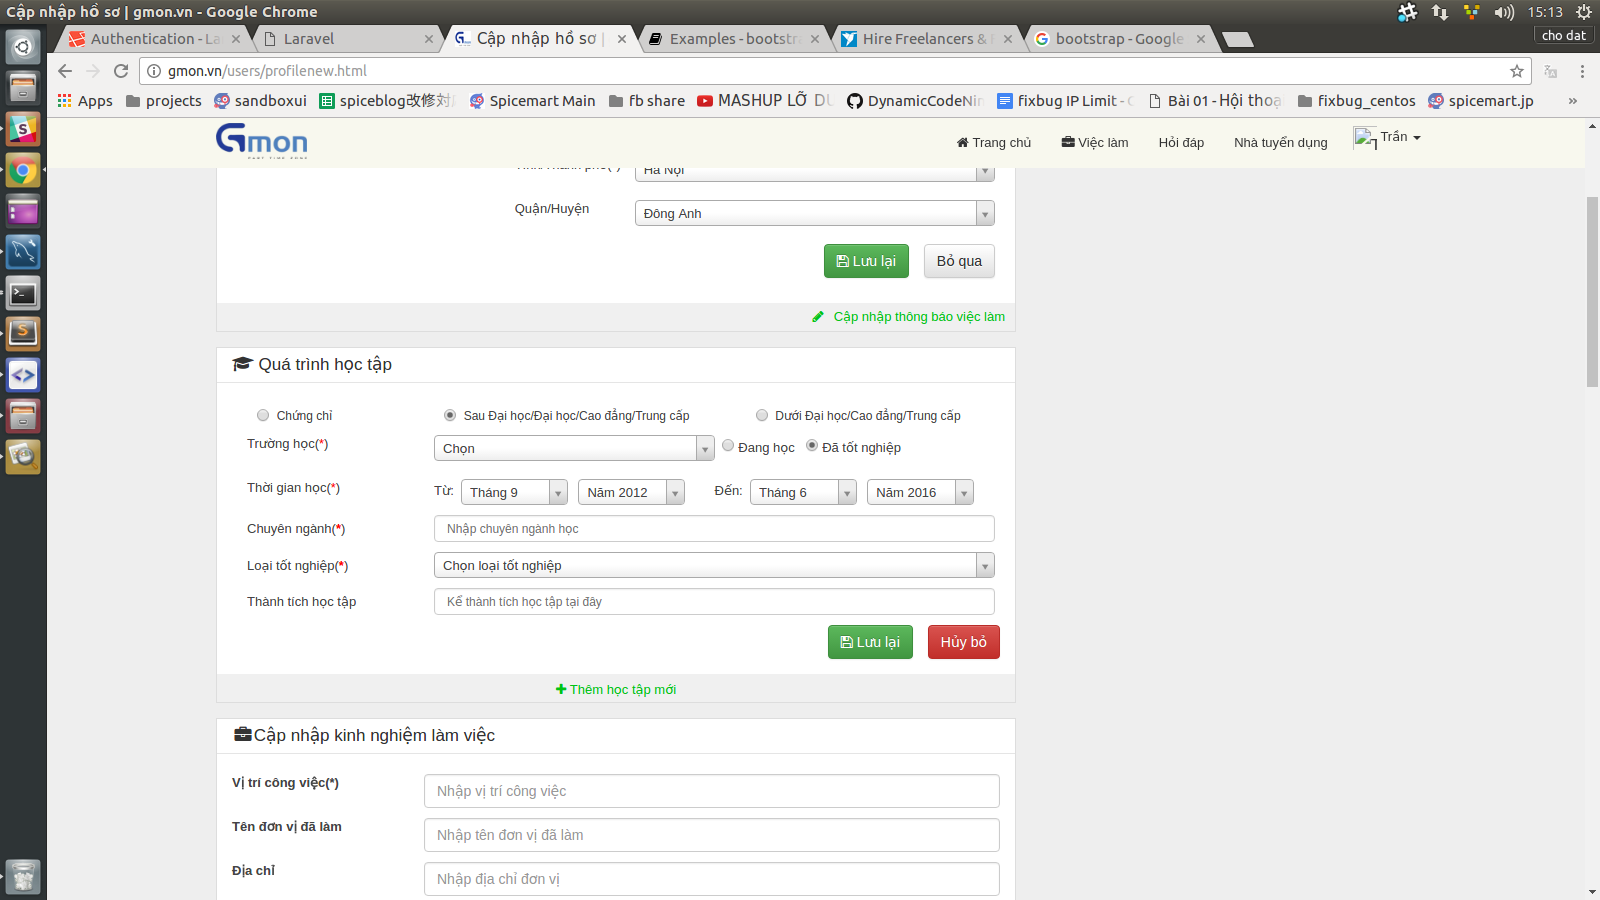 Cập nhập hồ sơ | gmon.vn - Google Chrome
15:13
Authentication - La
Laravel
Cập nhập hồ sơ |
Examples - bootstra
Hire Freelancers &
bootstrap - Google
cho dat
gmon.vn/users/profilenew.html
Apps
projects
sandboxui
spiceblog改修対
Spicemart Main
fb share
MASHUP LỠ DU
DynamicCodeNin
fixbug IP Limit -
Bài 01 - Hội thoạ
fixbug_centos
spicemart.jp
»
Gmon
PART TIME JOBS
Trang chủ
Việc làm
Hỏi đáp
Nhà tuyển dụng
Trần
Hà Nội
Quận/Huyện
Đông Anh
Lưu lại
Bỏ qua
Cập nhập thông báo việc làm
Quá trình học tập
Chứng chỉ
Sau Đại học/Đại học/Cao đẳng/Trung cấp
Dưới Đại học/Cao đẳng/Trung cấp
Trường học(*)
Chọn
Đang học
Đã tốt nghiệp
Thời gian học(*)
Từ:
Tháng 9
Năm 2012
Đến:
Tháng 6
Năm 2016
Chuyên ngành(*)
Nhập chuyên ngành học
Loại tốt nghiệp(*)
Chọn loại tốt nghiệp
Thành tích học tập
Kể thành tích học tập tại đây
Lưu lại
Hủy bỏ
Thêm học tập mới
Cập nhập kinh nghiệm làm việc
Vị trí công việc(*)
Nhập vị trí công việc
Tên đơn vị đã làm
Nhập tên đơn vị đã làm
Địa chỉ
Nhập địa chỉ đơn vị